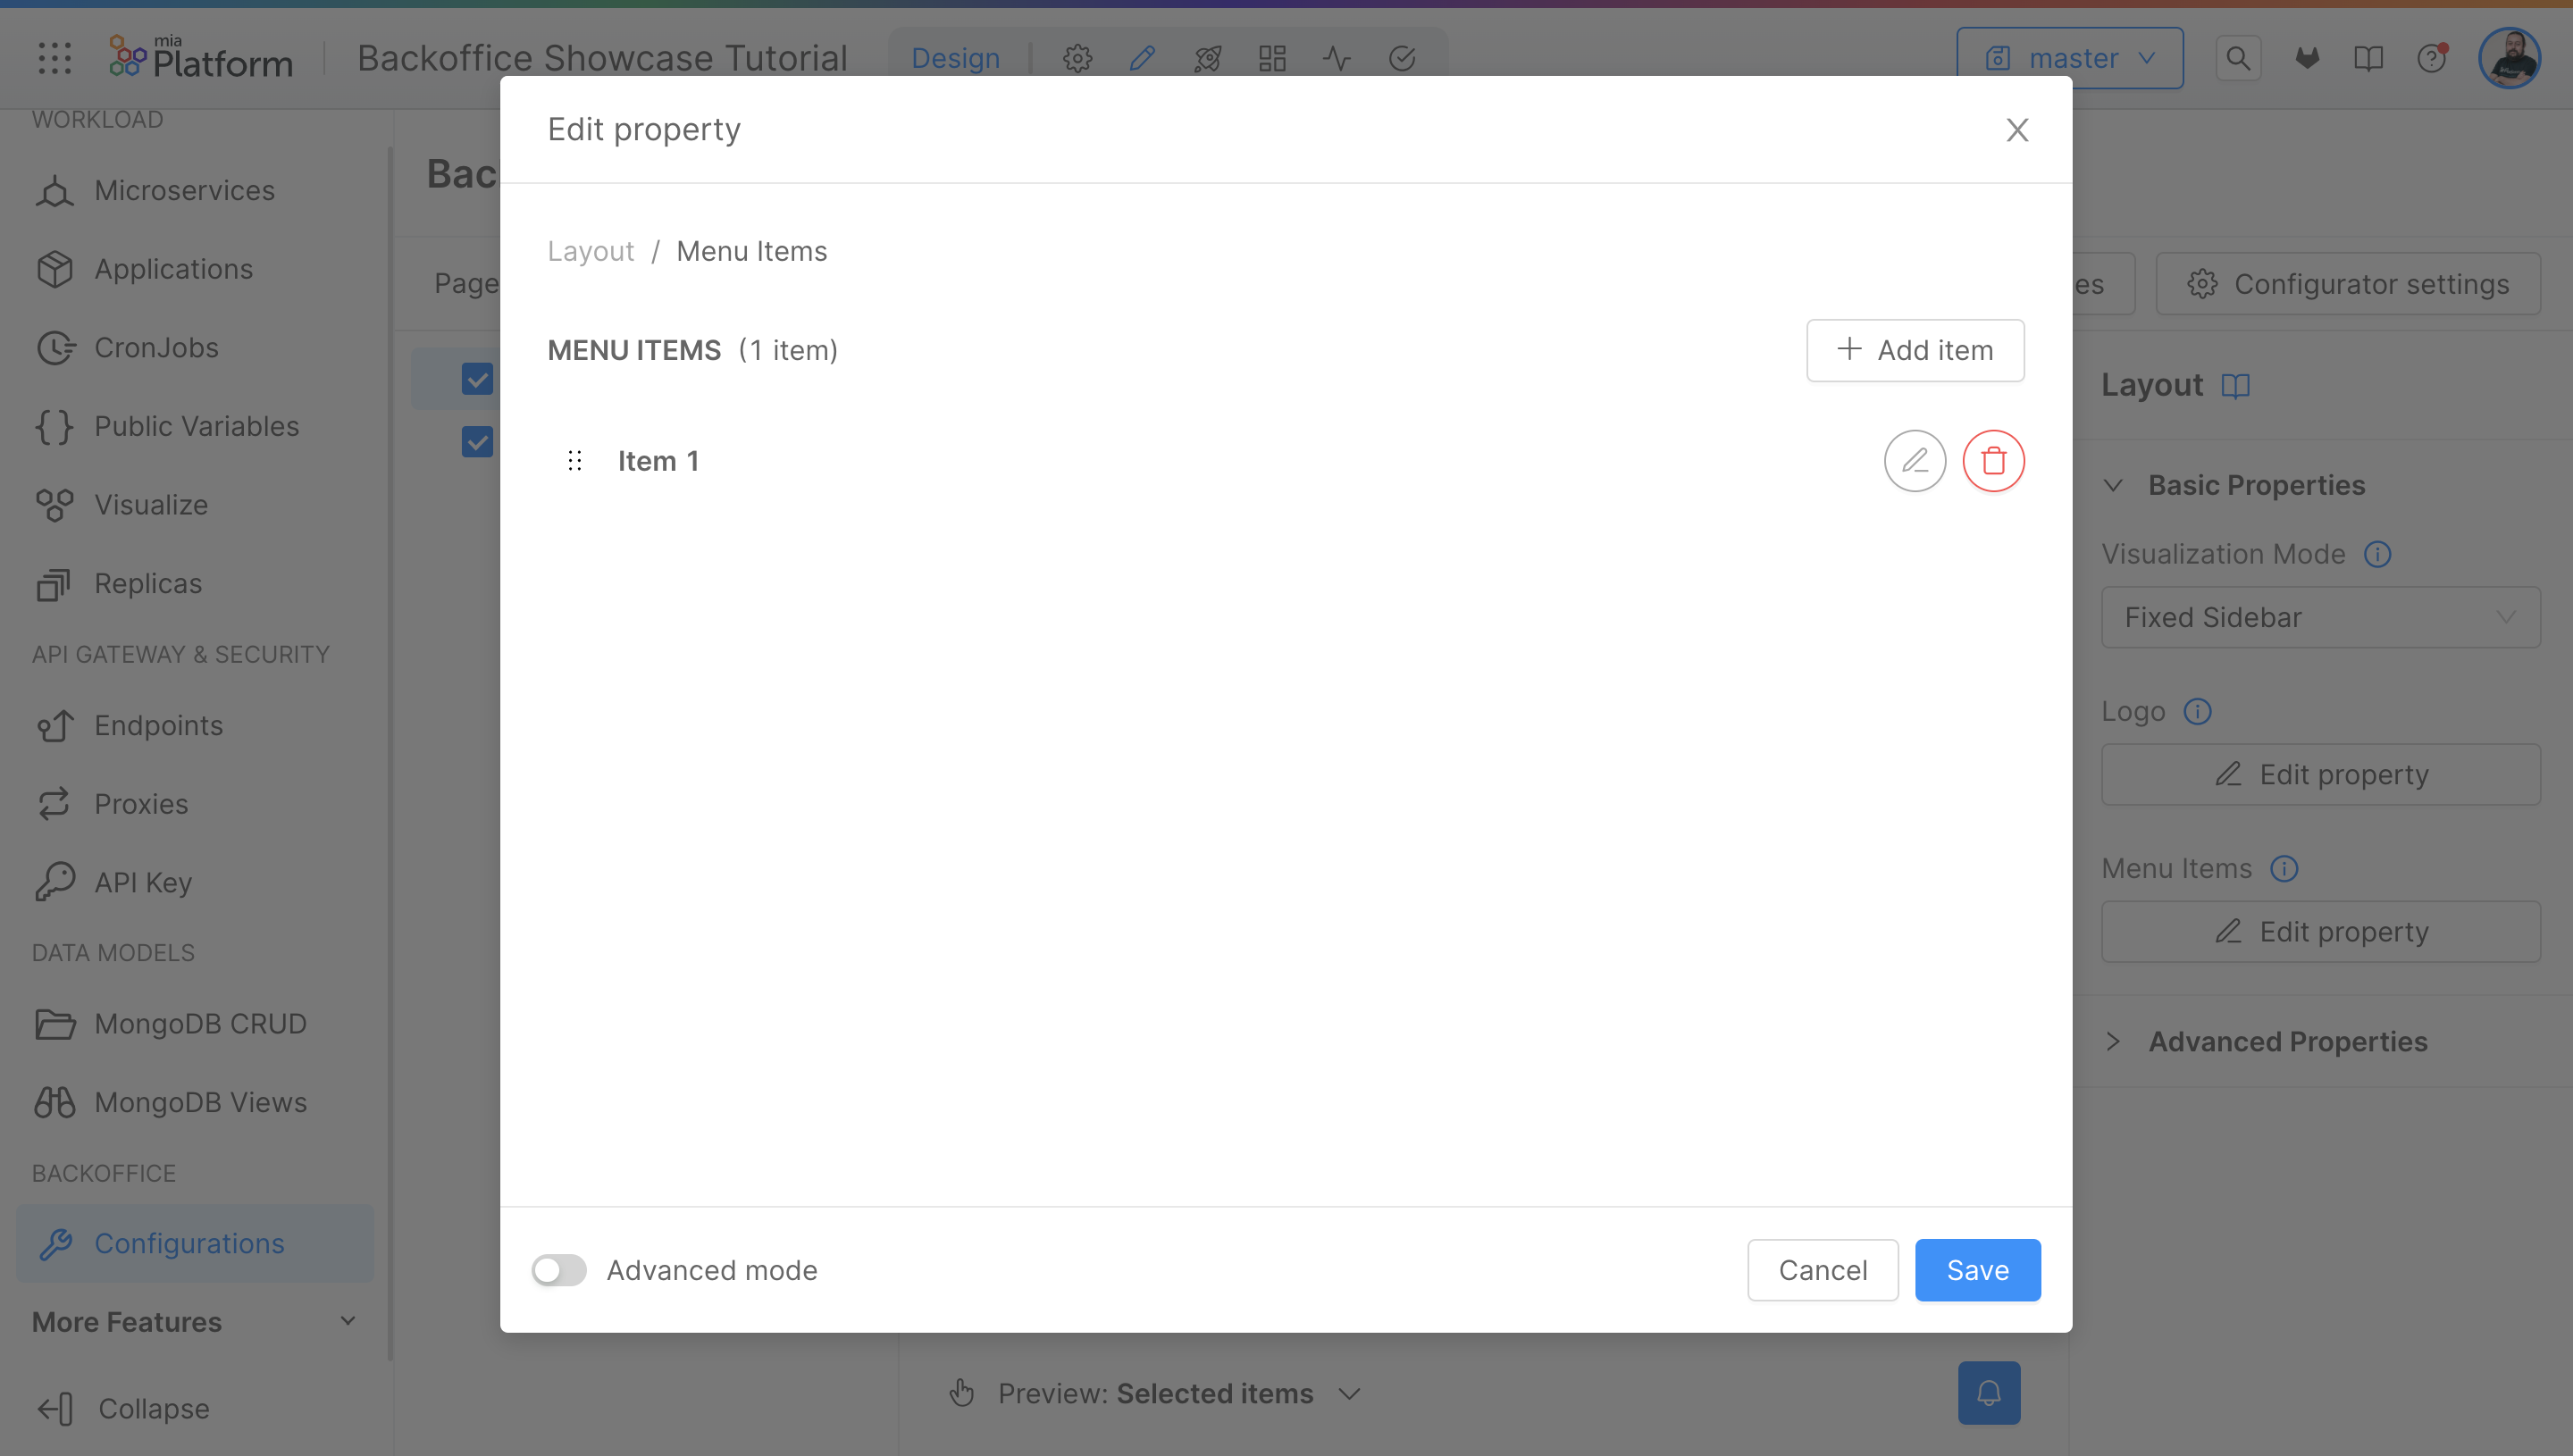 mia
Platform
Backoffice Showcase Tutorial
Design
master
WORKLOAD
Microservices
Applications
CronJobs
Public Variables
Visualize
Replicas
API GATEWAY & SECURITY
Endpoints
Proxies
API Key
DATA MODELS
MongoDB CRUD
MongoDB Views
BACKOFFICE
Configurations
More Features
Collapse
Bac
Page
Edit property
Layout / Menu Items
MENU ITEMS (1 item)
Add item
Item 1
Advanced mode
Cancel
Save
Preview: Selected items
es
Configurator settings
Layout
Basic Properties
Visualization Mode
Fixed Sidebar
Logo
Edit property
Menu Items
Edit property
Advanced Properties